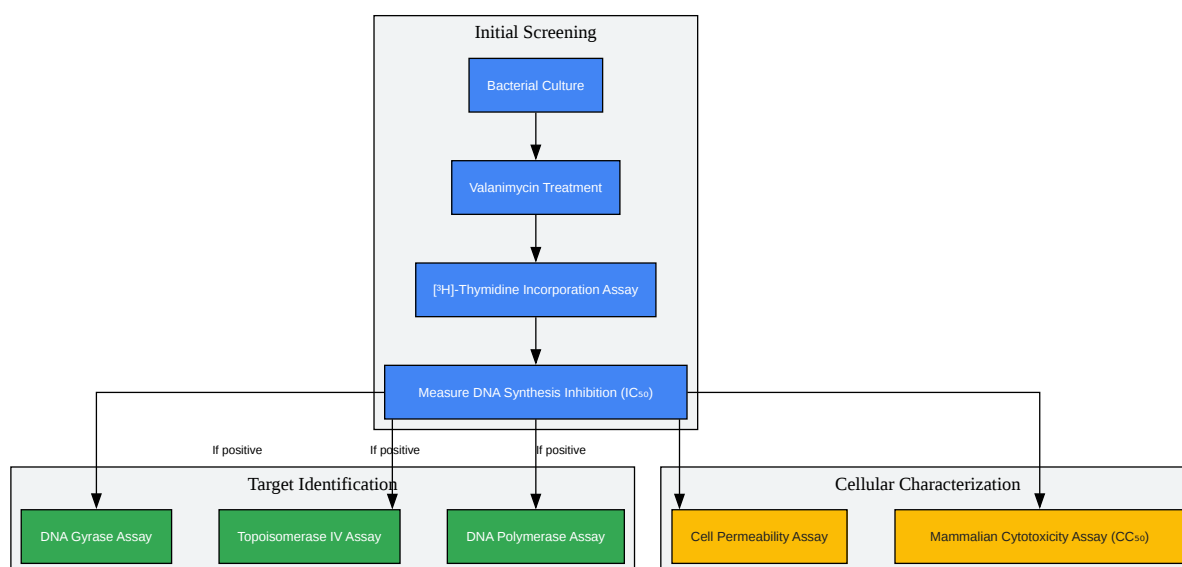 Initial Screening
Bacterial Culture
Valanimycin Treatment
[³H]-Thymidine Incorporation Assay
Measure DNA Synthesis Inhibition (IC₅₀)
If positive
If positive
If positive
Target Identification
Cellular Characterization
DNA Gyrase Assay
Topoisomerase IV Assay
DNA Polymerase Assay
Cell Permeability Assay
Mammalian Cytotoxicity Assay (CC₅₀)